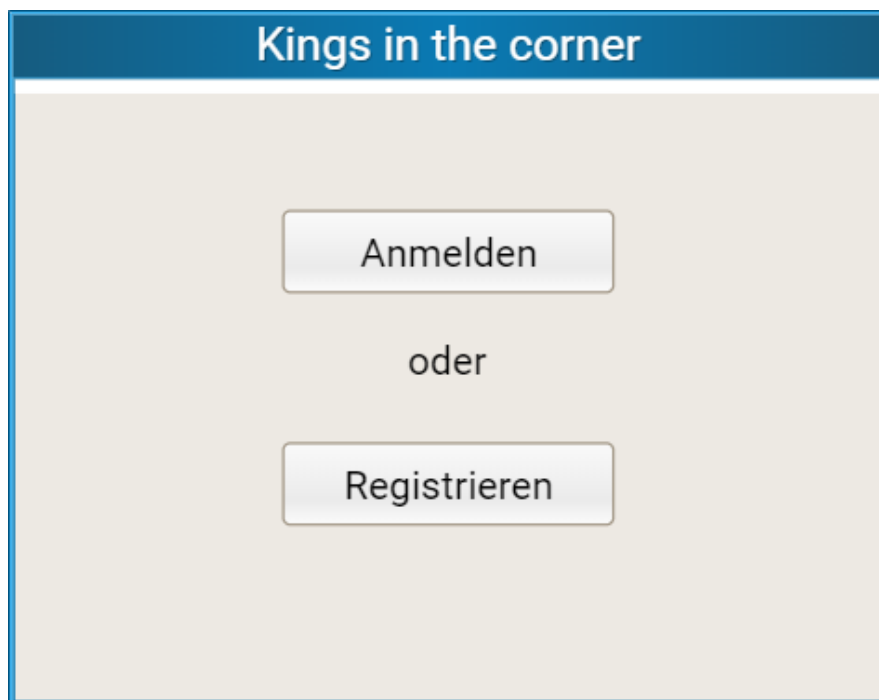 Kings in the corner
Anmelden
oder
Registrieren